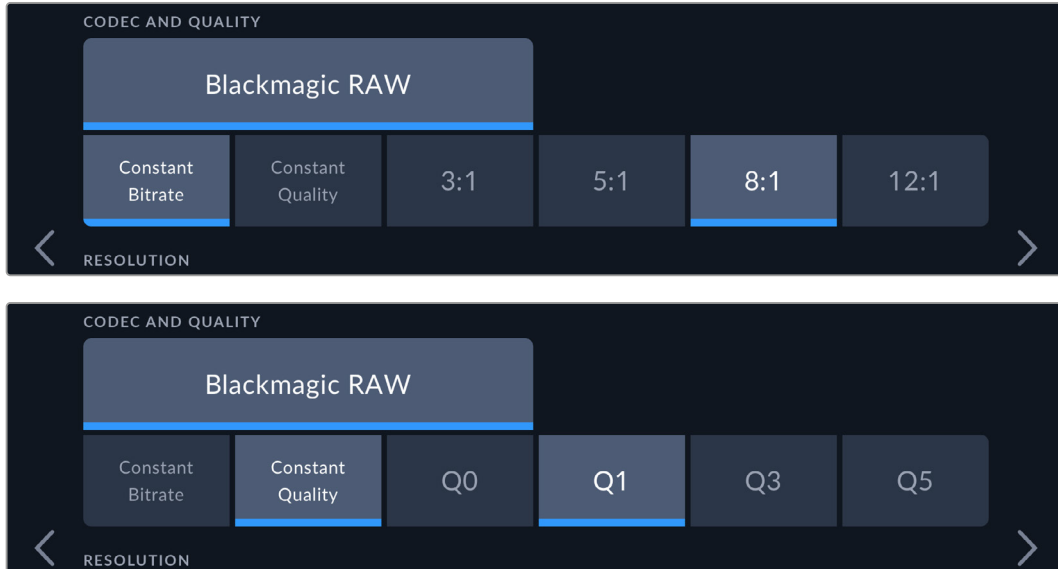 CODEC AND QUALITY
Blackmagic RAW
Constant Bitrate
Constant Quality
3:1
5:1
8:1
12:1
RESOLUTION
CODEC AND QUALITY
Blackmagic RAW
Constant Bitrate
Constant Quality
Q0
Q1
Q3
Q5
RESOLUTION